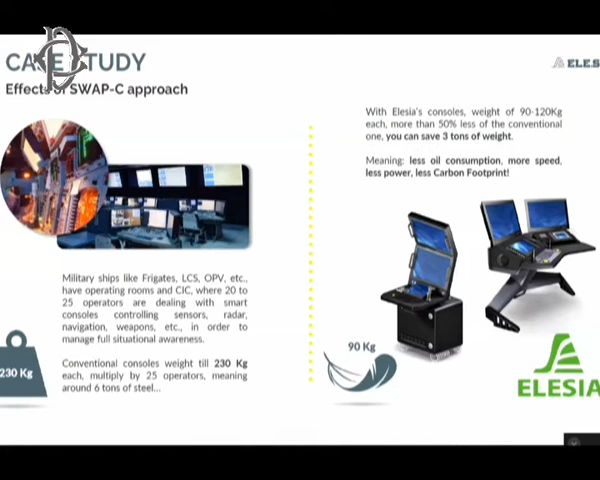 CASE STUDY
Effects of SWAP-C approach
ELES
With Elesia's consoles, weight of 90-120Kg
each, more than 50% less of the conventional
one, you can save 3 tons of weight.
Meaning: less oil consumption, more speed,
less power, less Carbon Footprint!
Military ships like Frigates, LCS, OPV, etc.,
have operating rooms and CIC, where 20 to
25 operators are dealing with smart
consoles controlling sensors, radar,
navigation, weapons, etc., in order to
manage full situational awareness.
Conventional consoles weight till 230 Kg
each, multiply by 25 operators, meaning
around 6 tons of steel...
230 Kg
90 Kg
ELESIA